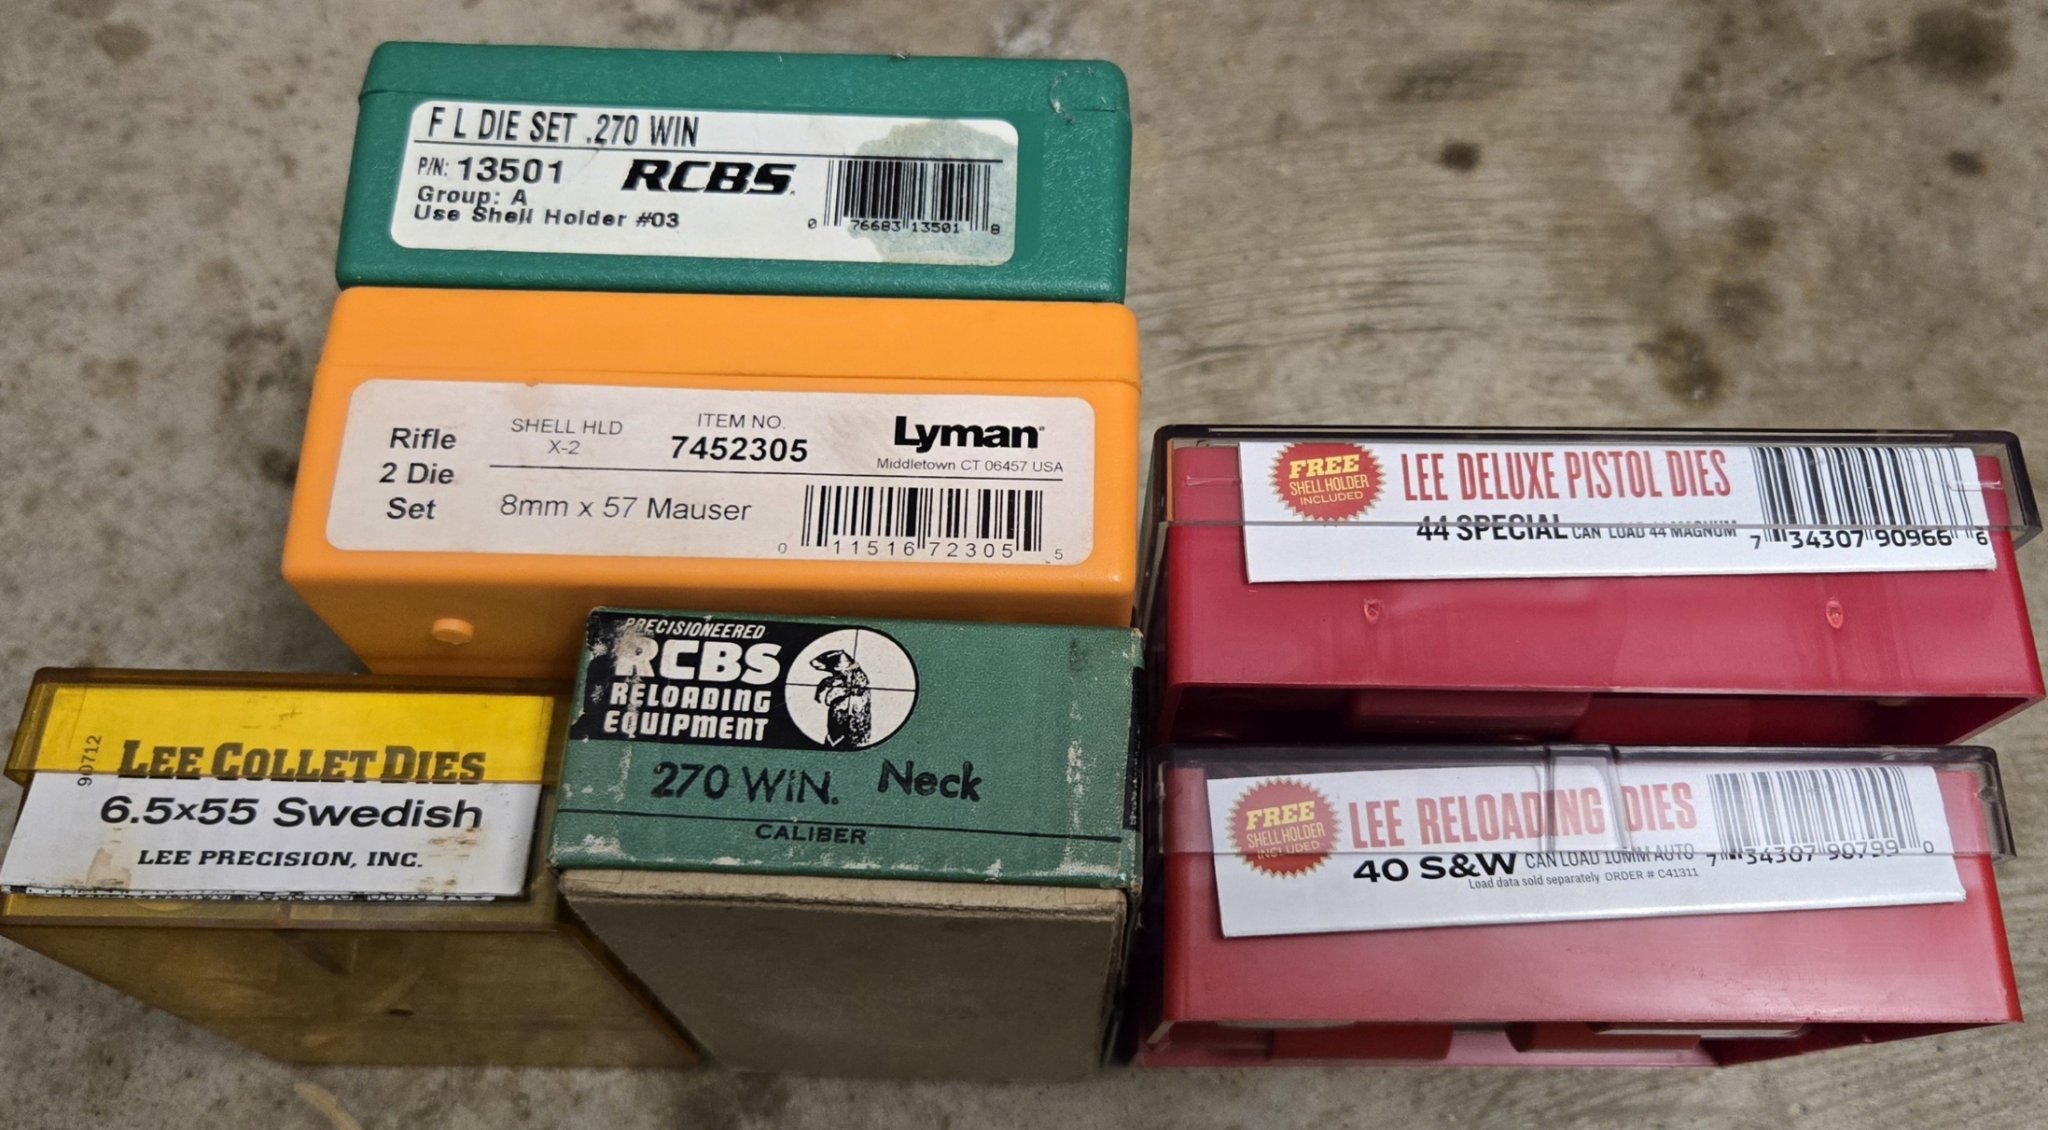 F L DIE SET .270 WIN
P/N: 13501
RCBS
Group: A
Use Shell Holder #03
0 76683 13501 8
Rifle
2 Die
Set
SHELL HLD
X-2
ITEM NO.
7452305
Lyman
Middletown CT 06457 USA
8mm x 57 Mauser
0 11516 72305 5
FREE
SHELL HOLDER
INCLUDED
LEE DELUXE PISTOL DIES
44 SPECIAL CAN LOAD 44 MAGNUM
7 34307 90966 6
PRECISIONEERED
RCBS
RELOADING
EQUIPMENT
270 WIN. Neck
CALIBER
90712
LEE COLLET DIES
6.5x55 Swedish
LEE PRECISION, INC.
FREE
SHELL HOLDER
INCLUDED
LEE RELOADING DIES
40 S&W CAN LOAD 10MM AUTO
Load data sold separately ORDER # C41311
7 34307 90799 0